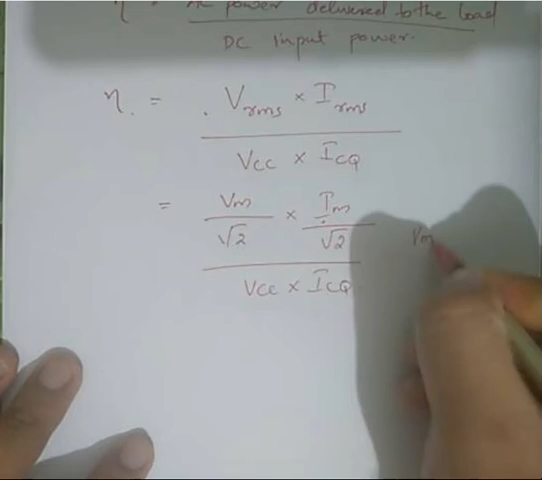 η = AC power delivered to the load
DC input power.
η = Vrms × Irms
Vcc × ICQ
= Vm × Im
√2 √2
Vcc × ICQ
Vm